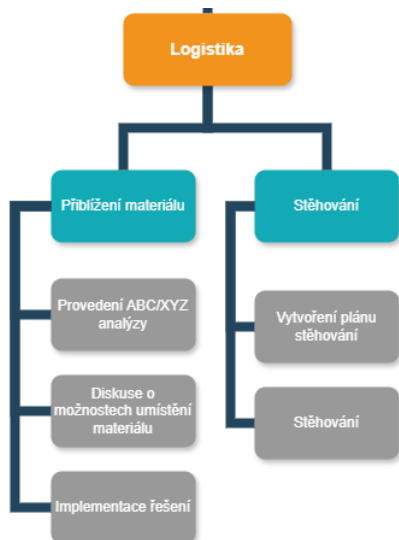 Logistika
Přiblížení materiálu
Stěhování
Provedení ABC/XYZ
analýzy
Vytvoření plánu
stěhování
Diskuse o
možnostech umístění
materiálu
Stěhování
Implementace řešení